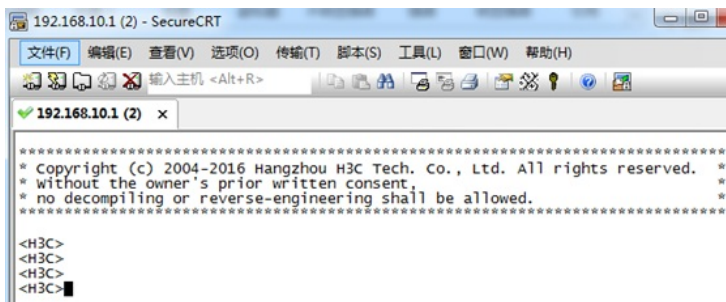 192.168.10.1 (2) - SecureCRT
文件(F) 编辑(E) 查看(V) 选项(O) 传输(T) 脚本(S) 工具(L) 窗口(W) 帮助(H)
输入主机 <Alt+R>
192.168.10.1 (2) x
********************************************************************************
* Copyright (c) 2004-2016 Hangzhou H3C Tech. Co., Ltd. All rights reserved. *
* Without the owner's prior written consent, *
* no decompiling or reverse-engineering shall be allowed. *
********************************************************************************
<H3C>
<H3C>
<H3C>
<H3C>